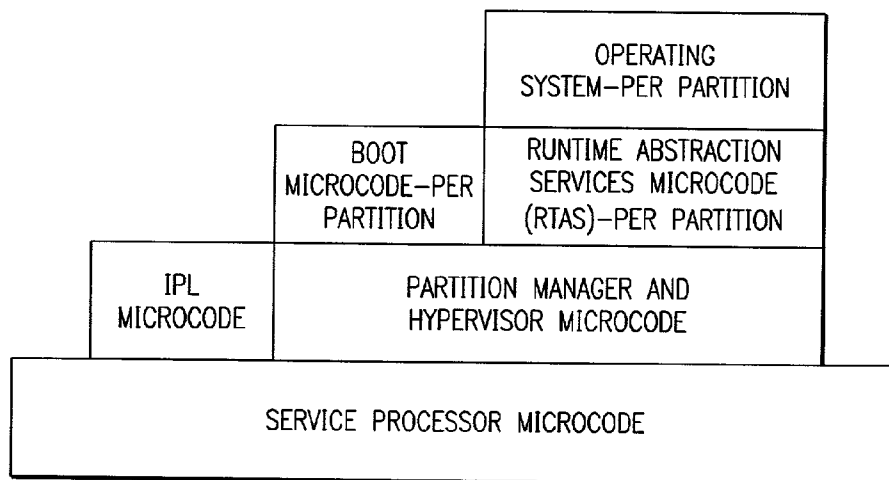 OPERATING
SYSTEM-PER PARTITION
BOOT
MICROCODE-PER
PARTITION
RUNTIME ABSTRACTION
SERVICES MICROCODE
(RTAS)-PER PARTITION
IPL
MICROCODE
PARTITION MANAGER AND
HYPERVISOR MICROCODE
SERVICE PROCESSOR MICROCODE